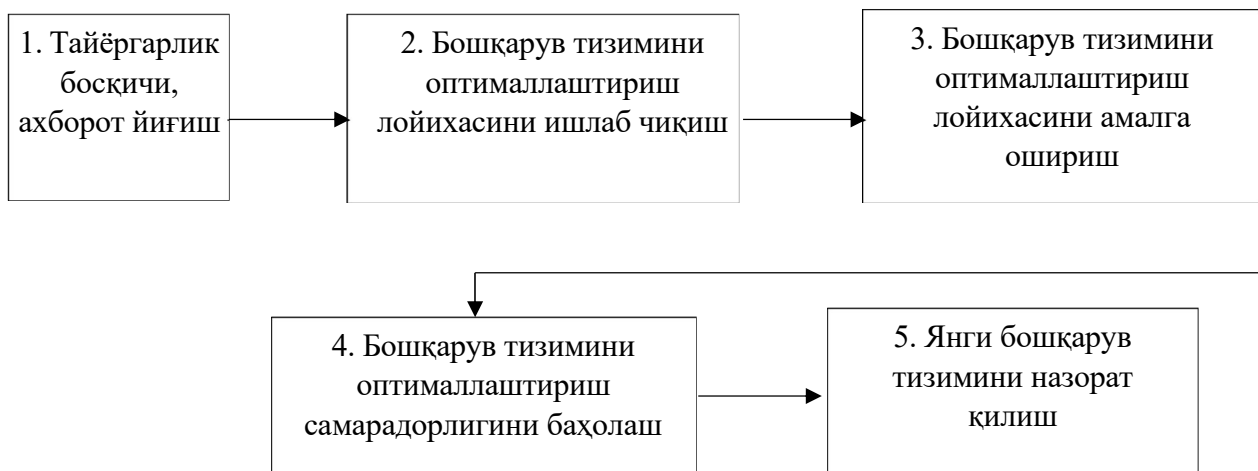 1. Тайёргарлик
босқичи,
ахборот йиғиш
2. Бошқарув тизимини
оптималлаштириш
лойихасини ишлаб чиқиш
3. Бошқарув тизимини
оптималлаштириш
лойихасини амалга
ошириш
4. Бошқарув тизимини
оптималлаштириш
самарадорлигини баҳолаш
5. Янги бошқарув
тизимини назорат
қилиш